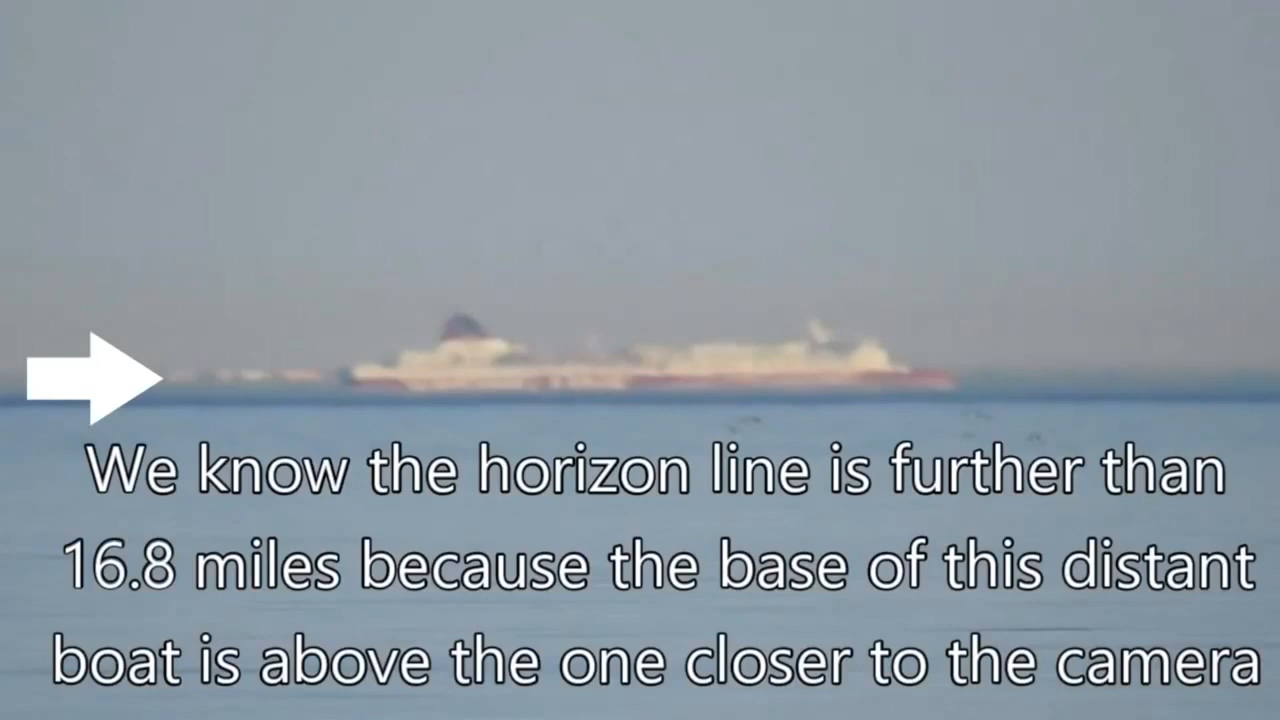 We know the horizon line is further than
16.8 miles because the base of this distant
boat is above the one closer to the camera